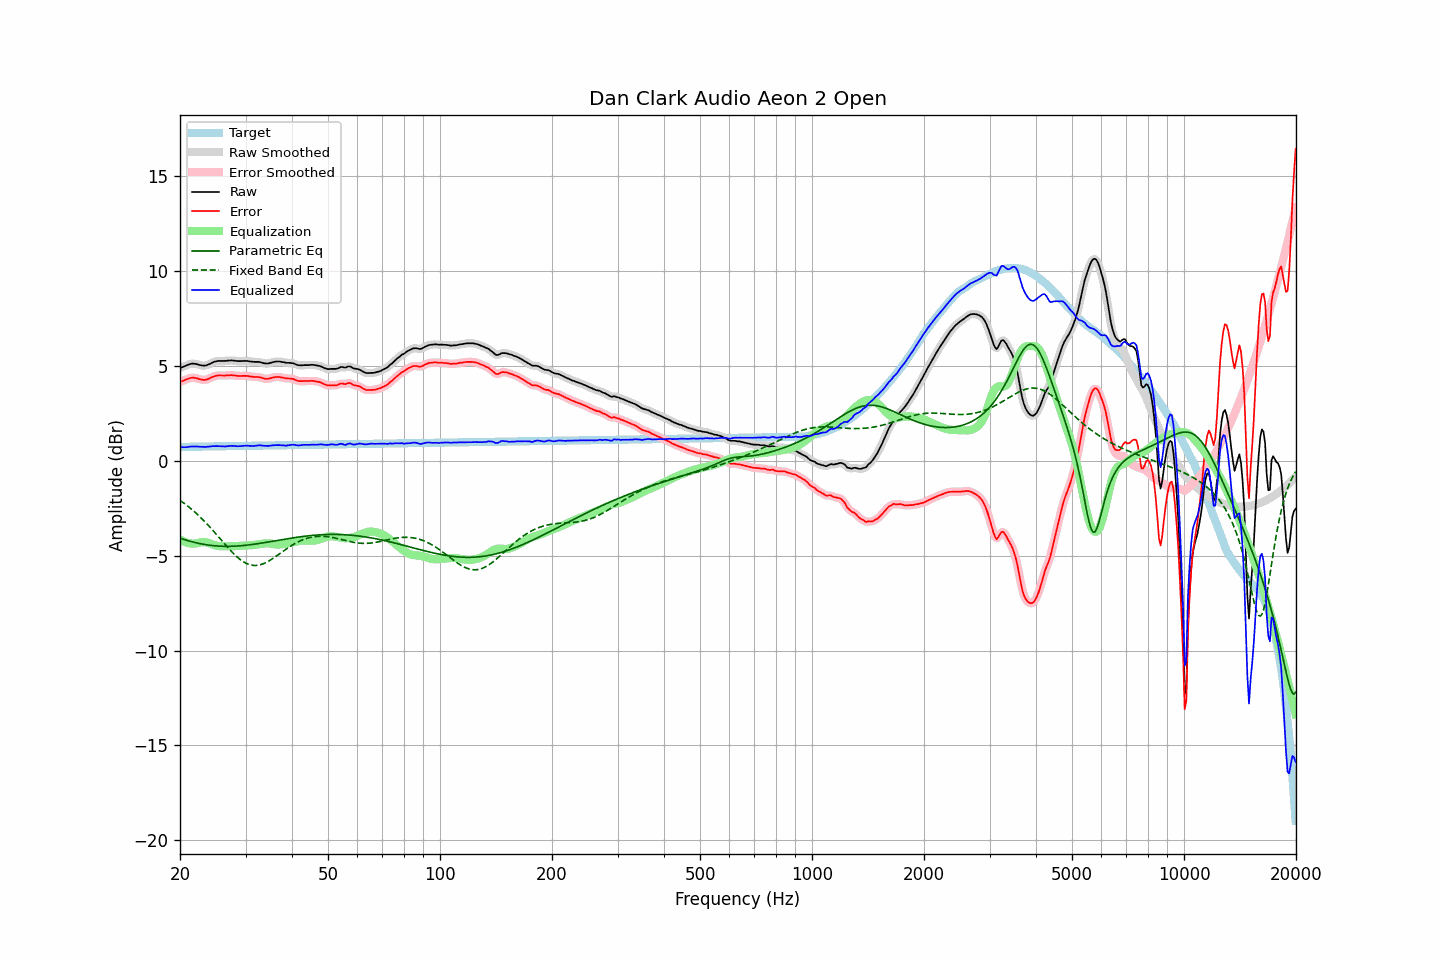 Dan Clark Audio Aeon 2 Open
Target
Raw Smoothed
Error Smoothed
Raw
Error
Equalization
Parametric Eq
Fixed Band Eq
Equalized
15
10
5
0
−5
−10
−15
−20
Amplitude (dBr)
20
50
100
200
500
1000
2000
5000
10000
20000
Frequency (Hz)